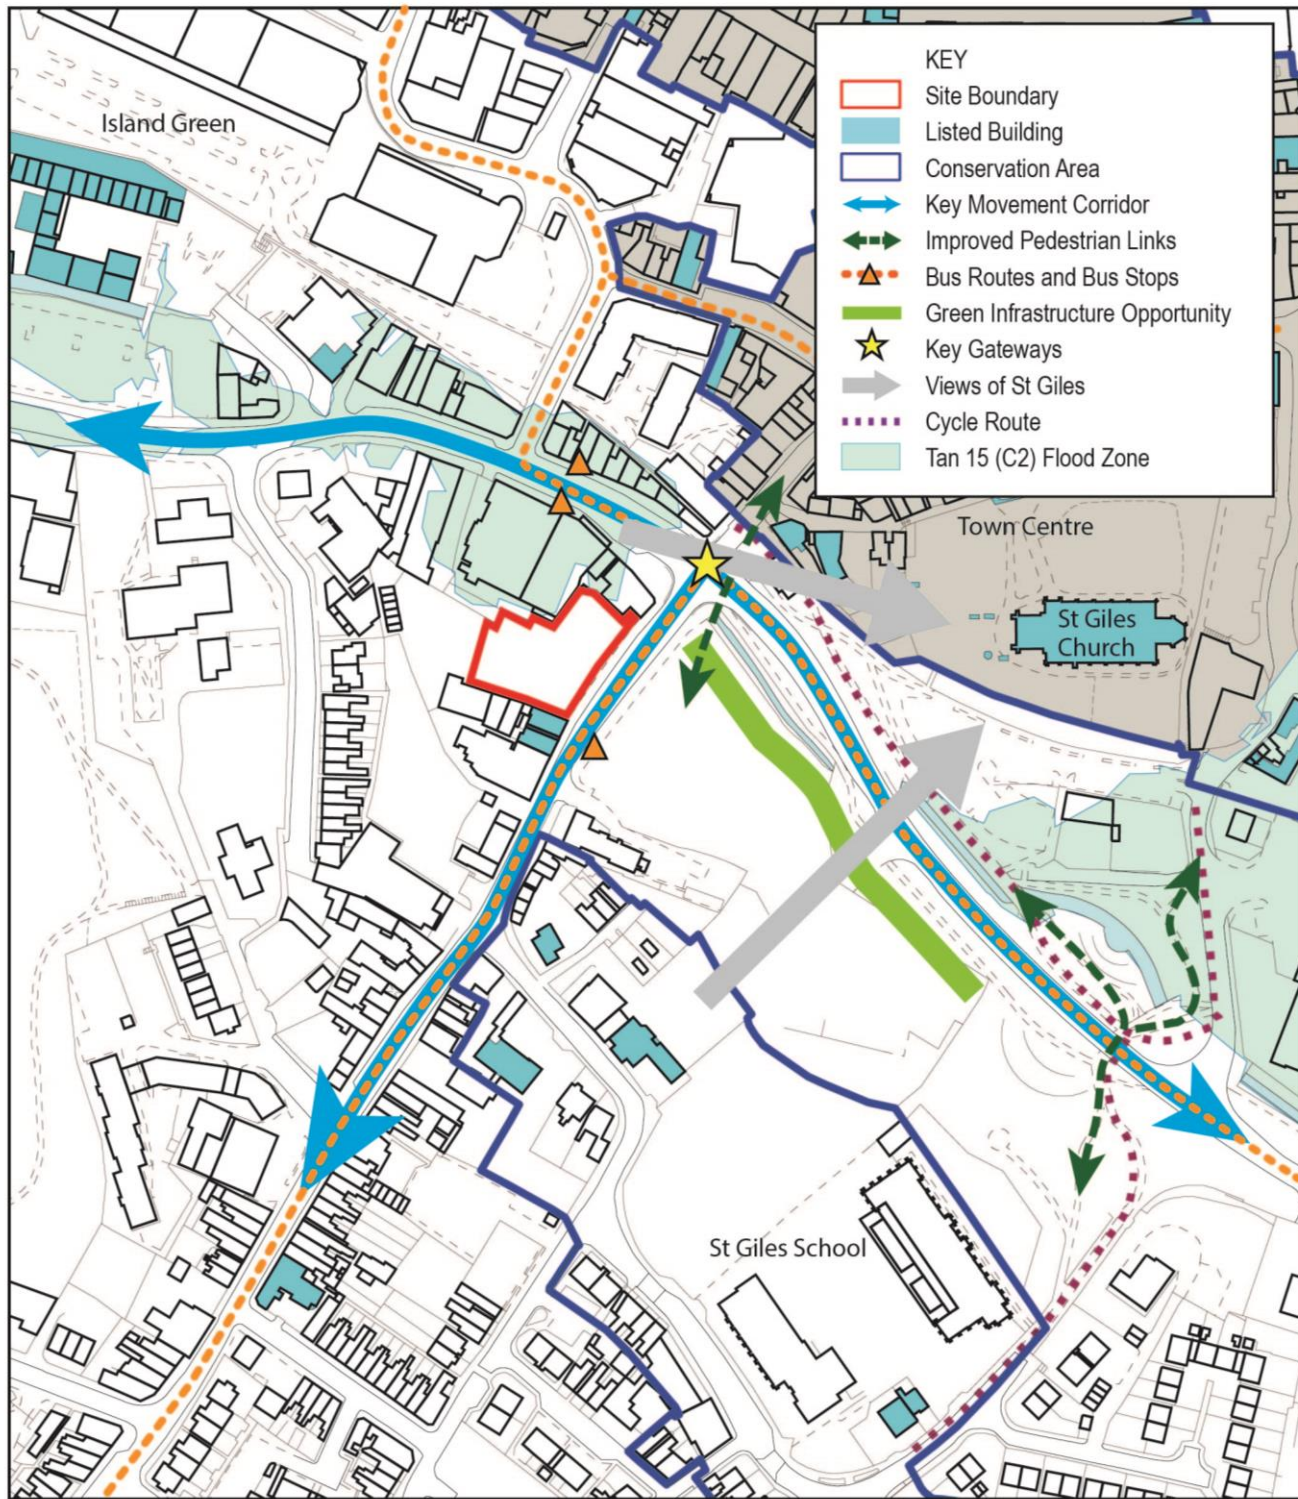 KEY
Site Boundary
Listed Building
Conservation Area
Key Movement Corridor
Improved Pedestrian Links
Bus Routes and Bus Stops
Green Infrastructure Opportunity
Key Gateways
Views of St Giles
Cycle Route
Tan 15 (C2) Flood Zone
Island Green
Town Centre
St Giles
Church
St Giles School